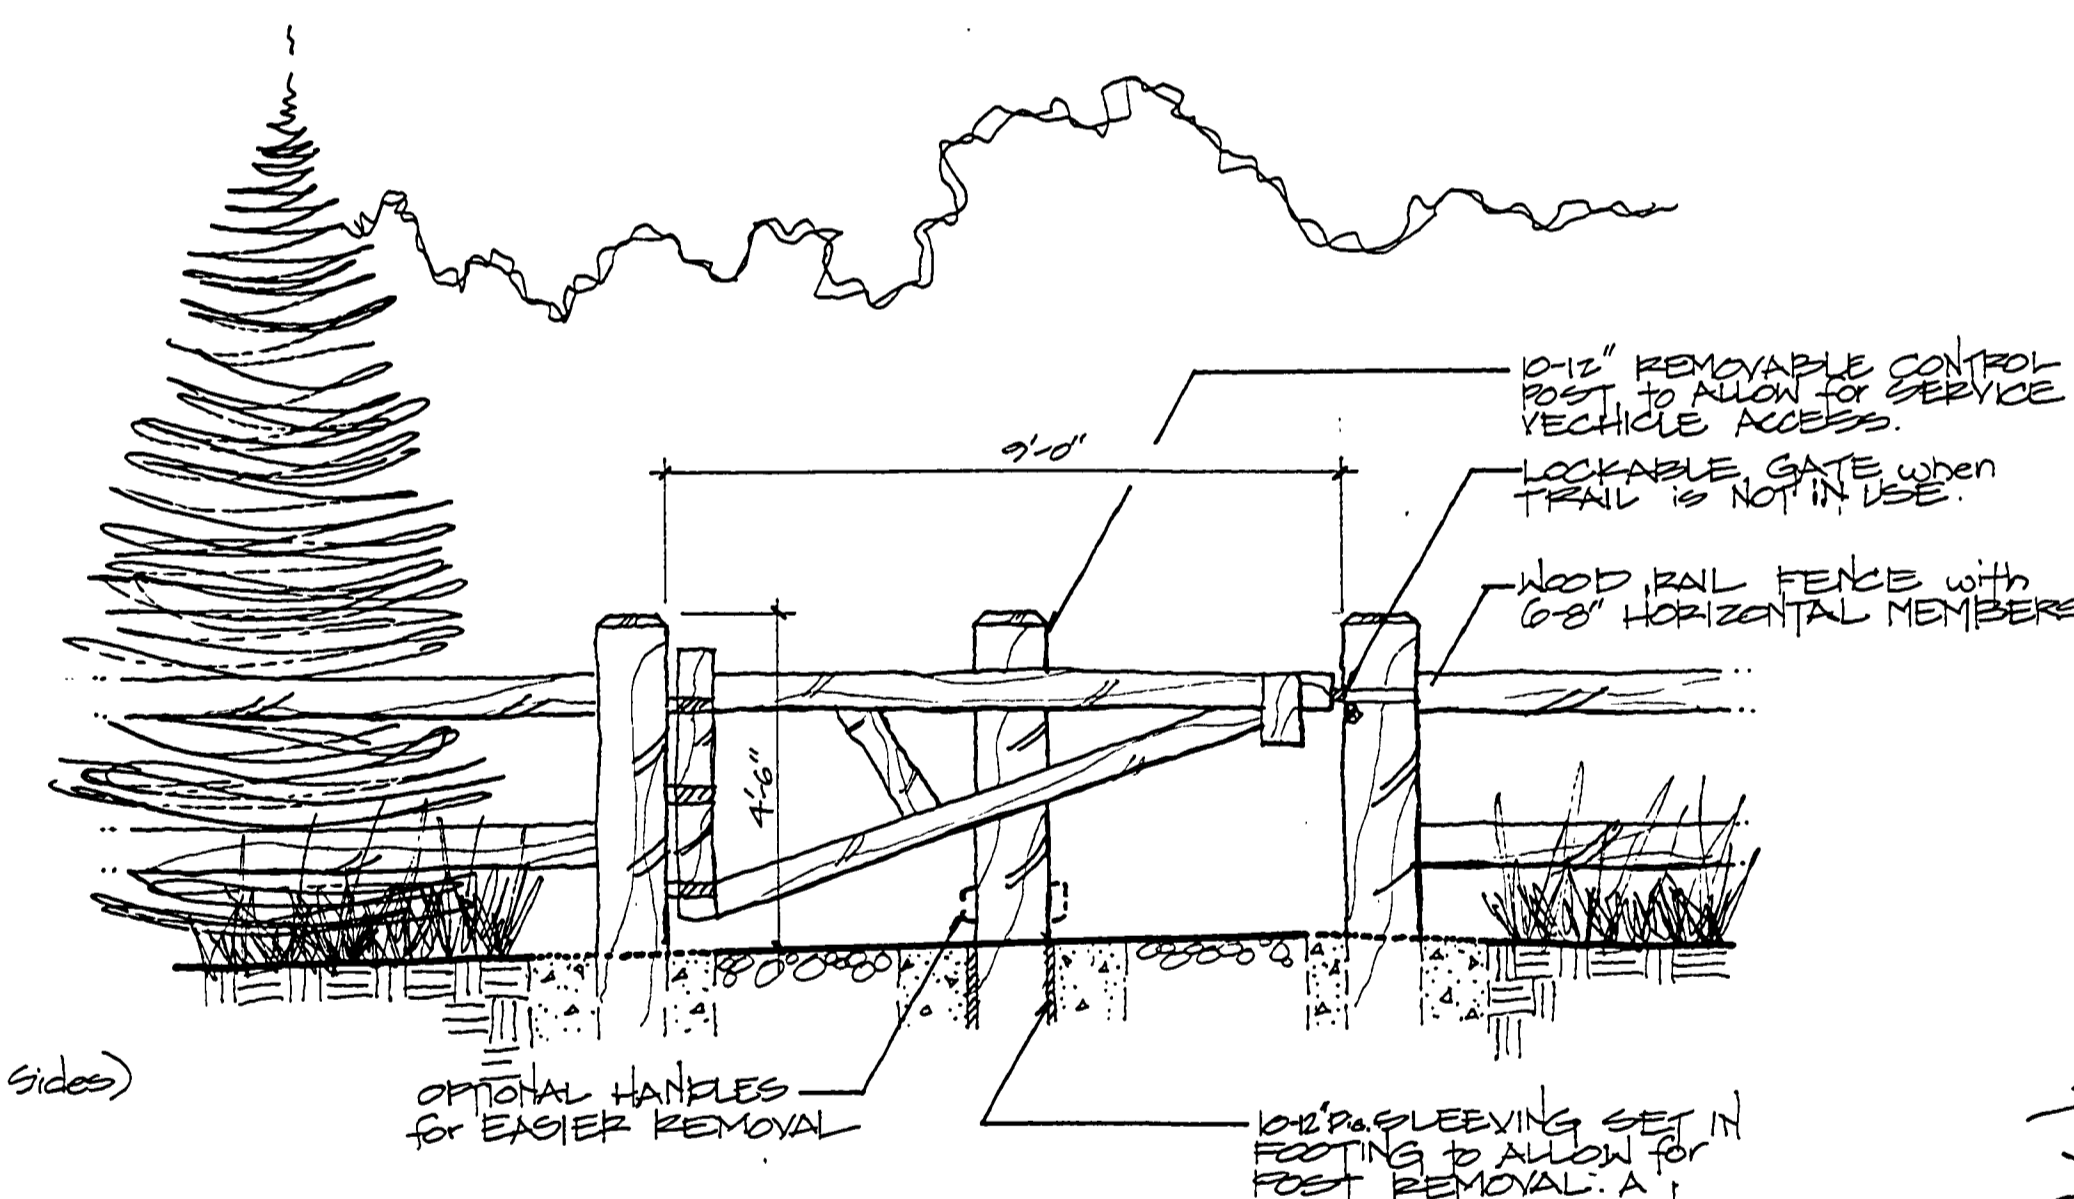 10-12" REMOVABLE CONTROL
POST, to ALLOW for SERVICE
VECHICLE ACCESS.
9'-0"
LOCKABLE GATE when
TRAIL is NOT IN USE.
WOOD RAIL FENCE with
6-8" HORIZONTAL MEMBERS
4'-6"
Sides)
OPTIONAL HANDLES
for EASIER REMOVAL
10-12" Dia. SLEEVING SET IN
FOOTING to ALLOW for
POST REMOVAL. A